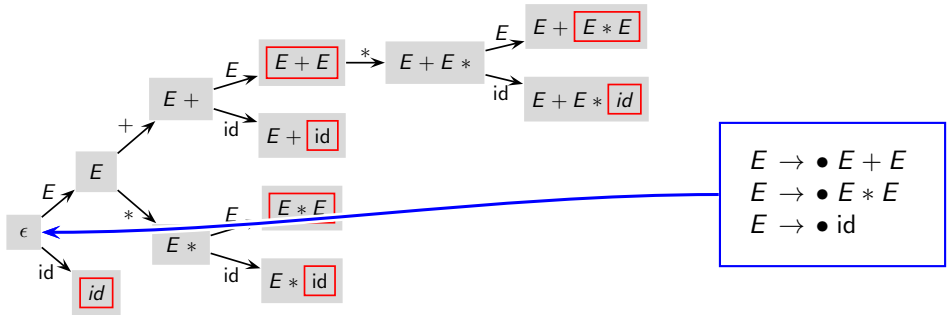 E
E + E * E
E
*
E + E
E + E *
E
E +
id
E + E * id
+
id
E + id
E → • E + E
E
E → • E * E
E
*
E
E * E
E → • id
ϵ
E *
id
id
E * id
id